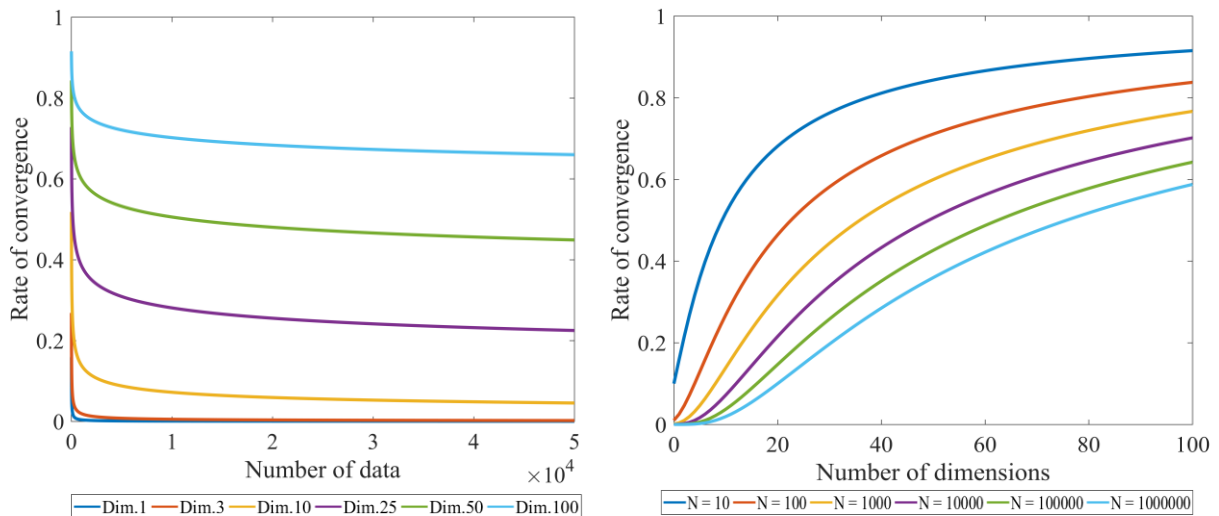 1
0.8
0.6
0.4
0.2
0
Rate of convergence
0 1 2 3 4 5
Number of data
×10⁴
Dim.1 Dim.3 Dim.10 Dim.25 Dim.50 Dim.100
1
0.8
0.6
0.4
0.2
0
Rate of convergence
0 20 40 60 80 100
Number of dimensions
N = 10 N = 100 N = 1000 N = 10000 N = 100000 N = 1000000